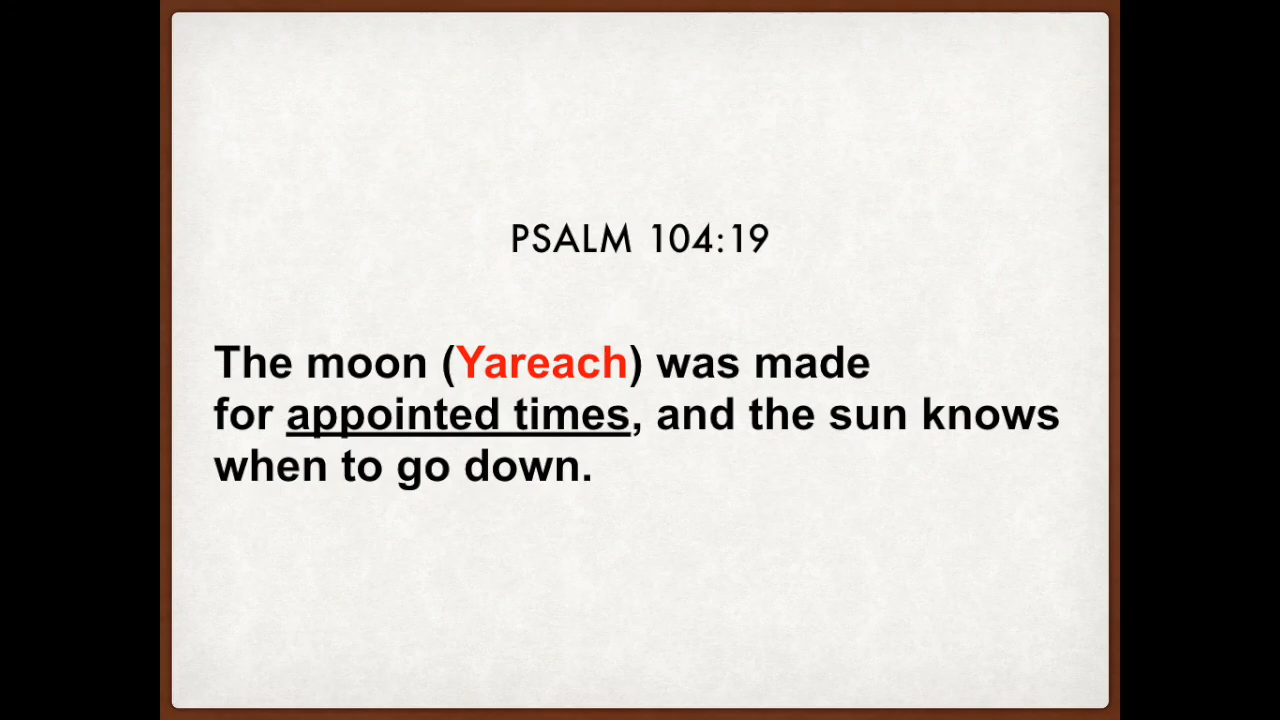 PSALM 104:19
The moon (Yareach) was made
for appointed times, and the sun knows
when to go down.